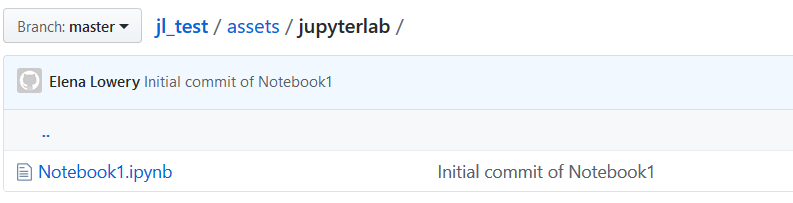 Branch: master jl_test / assets / jupyterlab /
Elena Lowery Initial commit of Notebook1
..
Notebook1.ipynb Initial commit of Notebook1